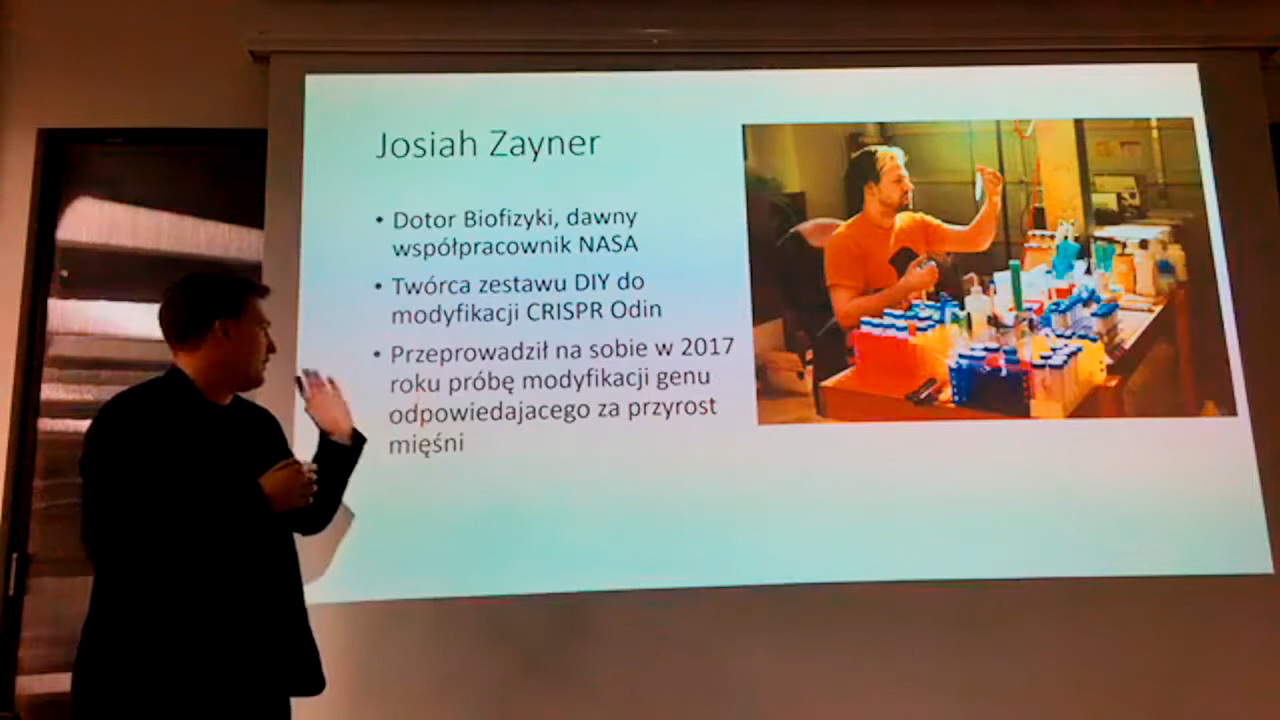 Josiah Zayner
• Dotor Biofizyki, dawny
współpracownik NASA
• Twórca zestawu DIY do
modyfikacji CRISPR Odin
• Przeprowadził na sobie w 2017
roku próbę modyfikacji genu
odpowiedajacego za przyrost
mięśni